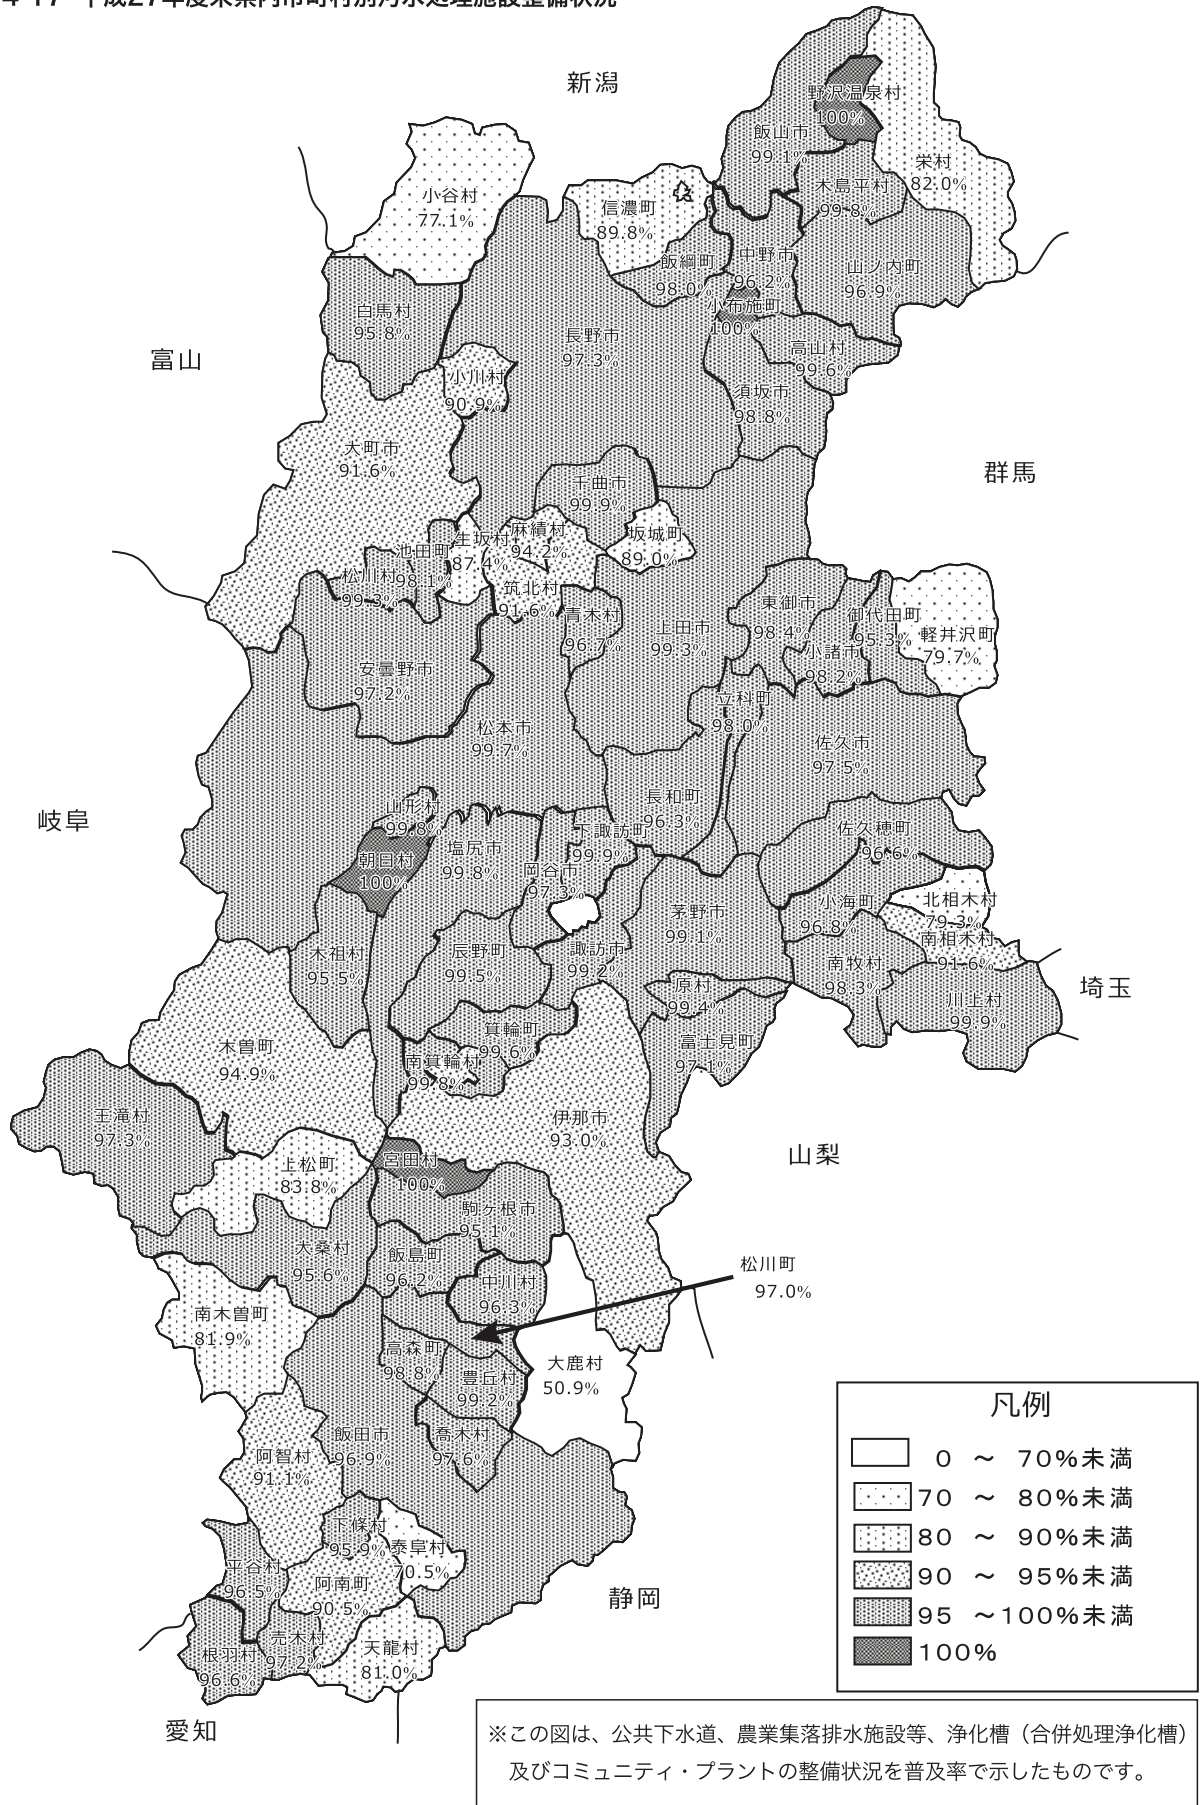 4-17 平成27年度末県内市町村別汚水処理施設整備状況
新潟
野沢温泉村
100%
飯山市
99.1%
栄村
82.0%
木島平村
99.8%
小谷村
77.1%
信濃町
89.8%
飯綱町
98.0%
中野市
96.2%
山ノ内町
96.9%
小布施町
100%
白馬村
95.8%
長野市
97.3%
高山村
99.6%
富山
小川村
90.9%
須坂市
98.8%
大町市
91.6%
群馬
千曲市
99.9%
麻績村
94.2%
坂城町
89.0%
生坂村
87.4%
池田町
98.1%
松川村
99.3%
筑北村
91.6%
青木村
96.7%
上田市
99.3%
東御市
98.4%
御代田町
95.3%
軽井沢町
79.7%
小諸市
98.2%
安曇野市
97.2%
立科町
98.0%
松本市
99.7%
佐久市
97.5%
岐阜
山形村
99.8%
長和町
96.3%
下諏訪町
99.9%
佐久穂町
96.6%
朝日村
100%
塩尻市
99.8%
岡谷市
97.3%
茅野市
99.1%
小海町
96.8%
北相木村
79.3%
南相木村
91.6%
木祖村
95.5%
辰野町
99.5%
諏訪市
99.2%
原村
99.4%
南牧村
98.3%
川上村
99.9%
埼玉
木曽町
94.9%
箕輪町
99.6%
南箕輪村
99.8%
富士見町
97.1%
王滝村
97.3%
伊那市
93.0%
山梨
上松町
83.8%
宮田村
100%
駒ヶ根市
95.1%
大桑村
95.6%
飯島町
96.2%
中川村
96.3%
松川町
97.0%
南木曽町
81.9%
高森町
98.8%
豊丘村
99.2%
大鹿村
50.9%
飯田市
96.9%
喬木村
97.6%
阿智村
91.1%
下條村
95.9%
泰阜村
70.5%
平谷村
96.5%
阿南町
90.5%
静岡
売木村
97.2%
根羽村
96.6%
天龍村
81.0%
愛知
凡例
0 ～ 70%未満
70 ～ 80%未満
80 ～ 90%未満
90 ～ 95%未満
95 ～100%未満
100%
※この図は、公共下水道、農業集落排水施設等、浄化槽（合併処理浄化槽）
及びコミュニティ・プラントの整備状況を普及率で示したものです。